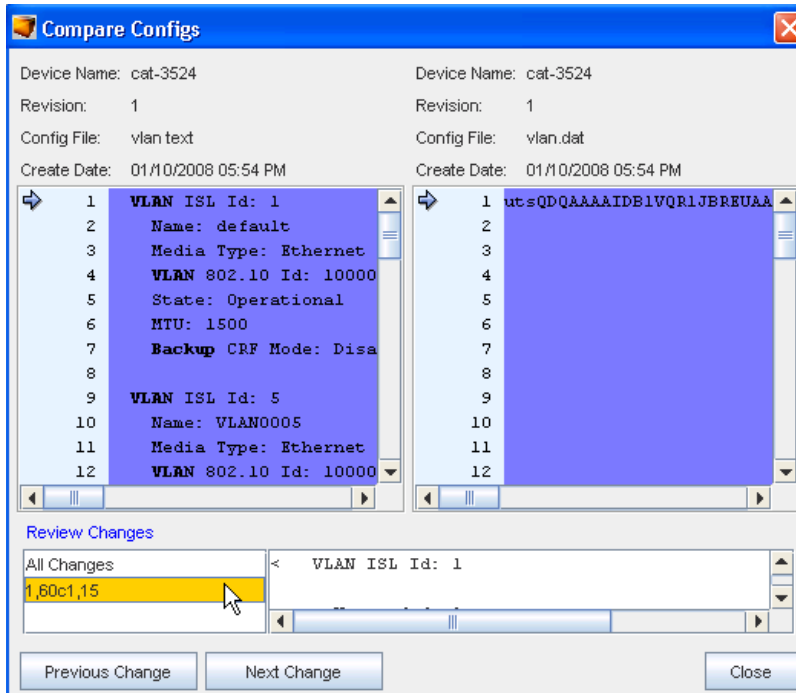 Compare Configs
Device Name: cat-3524
Revision: 1
Config File: vlan text
Create Date: 01/10/2008 05:54 PM
Device Name: cat-3524
Revision: 1
Config File: vlan.dat
Create Date: 01/10/2008 05:54 PM
1 VLAN ISL Id: 1
2 Name: default
3 Media Type: Ethernet
4 VLAN 802.10 Id: 10000
5 State: Operational
6 MTU: 1500
7 Backup CRF Mode: Disa
8
9 VLAN ISL Id: 5
10 Name: VLAN0005
11 Media Type: Ethernet
12 VLAN 802.10 Id: 10000
1 utsQDQAAAAIDB1VQR1JBREUAA
2
3
4
5
6
7
8
9
10
11
12
Review Changes
All Changes
1,60c1,15
< VLAN ISL Id: 1
Previous Change
Next Change
Close